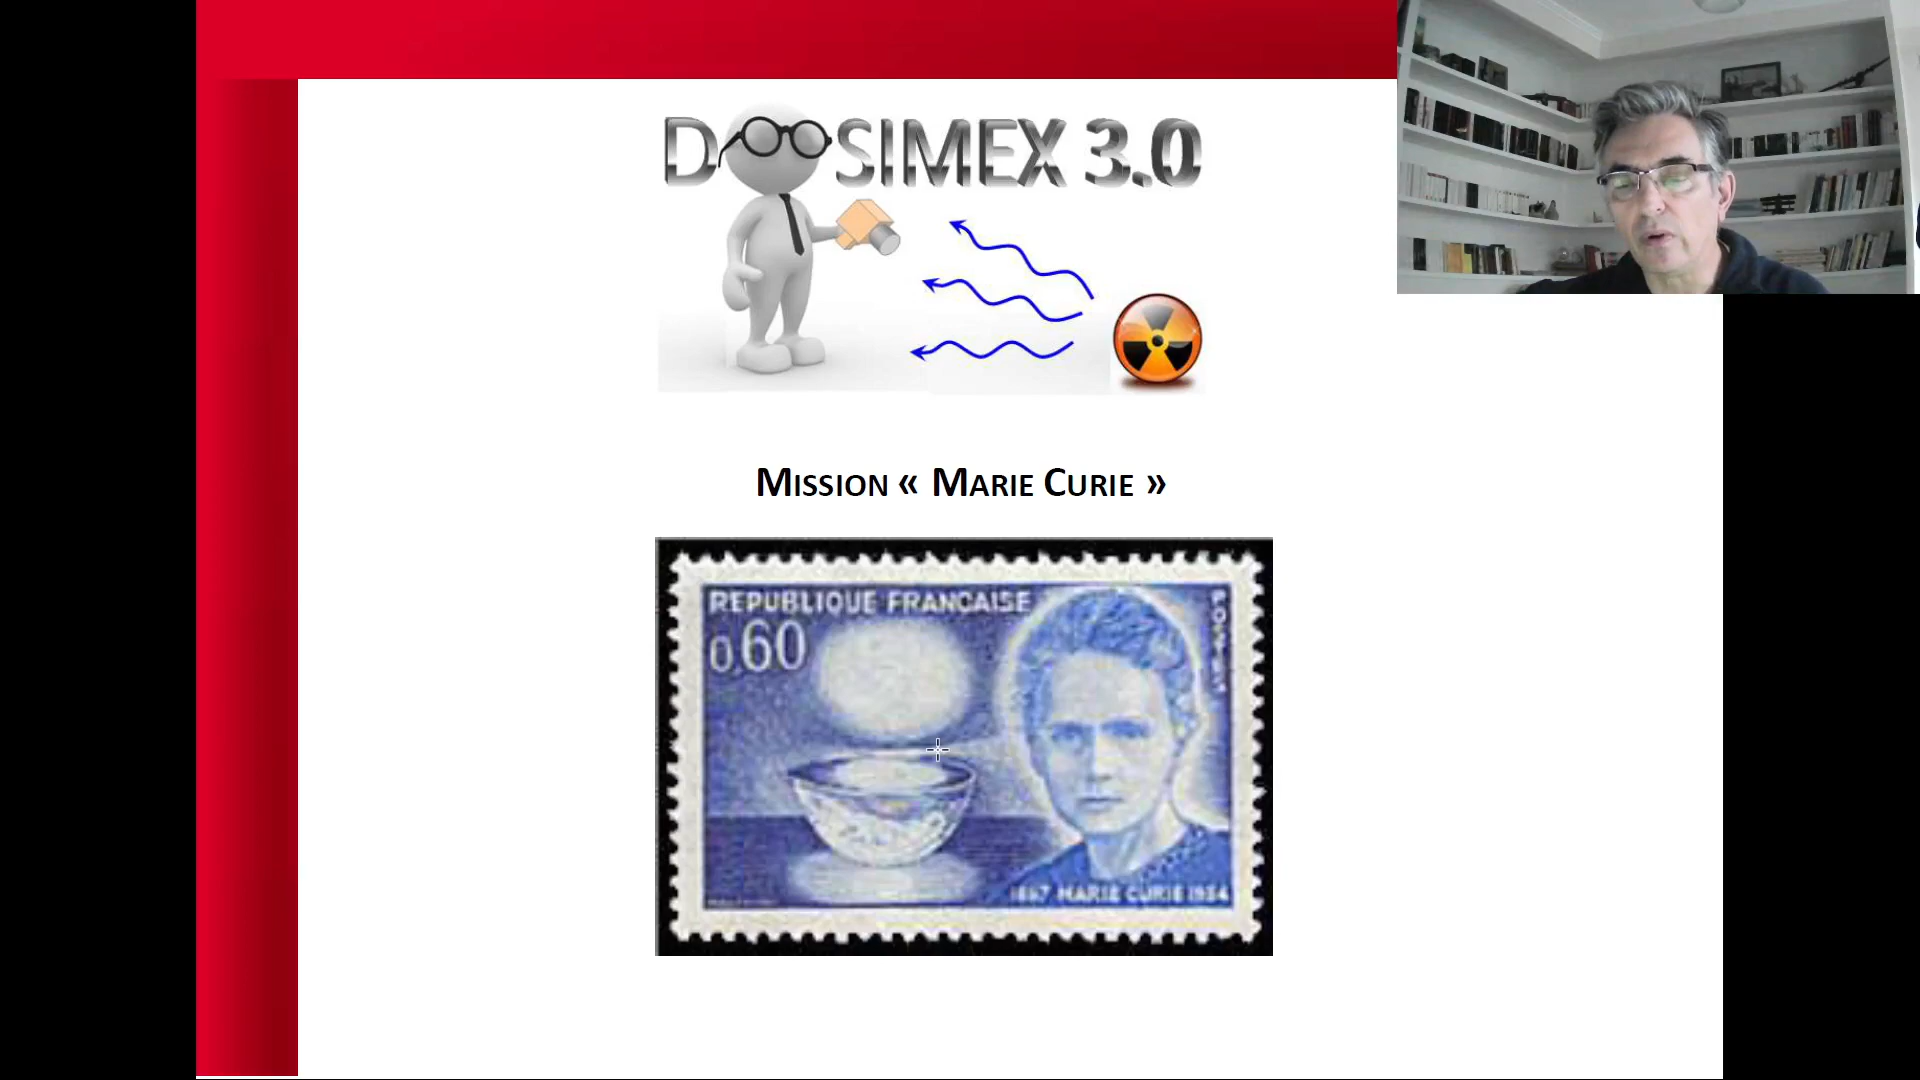 DOSIMEX 3.0
MISSION « MARIE CURIE »
REPUBLIQUE FRANCAISE
0,60
1867 MARIE CURIE 1934